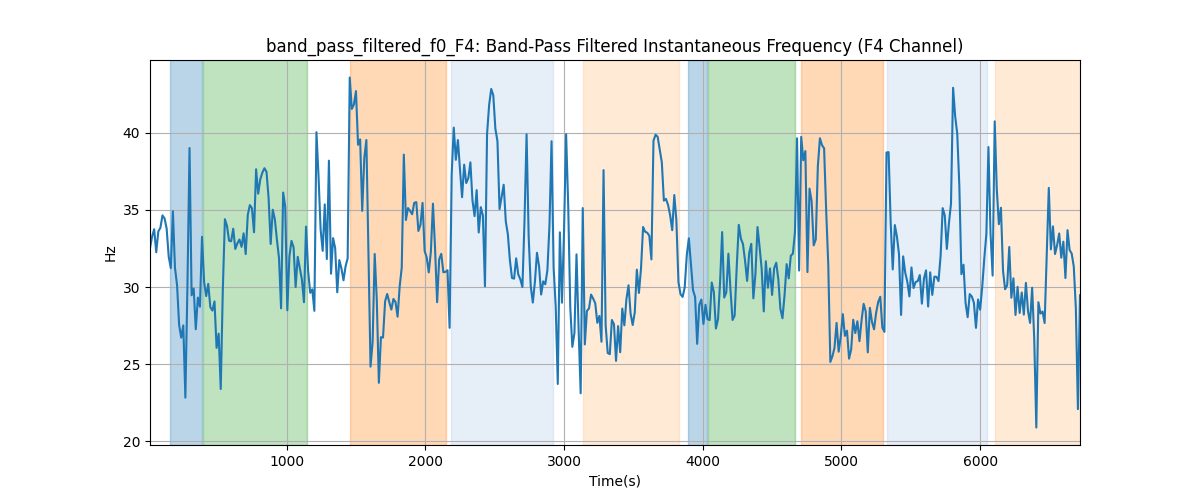 band_pass_filtered_f0_F4: Band-Pass Filtered Instantaneous Frequency (F4 Channel)
Hz
40
35
30
25
20
1000 2000 3000 4000 5000 6000
Time(s)